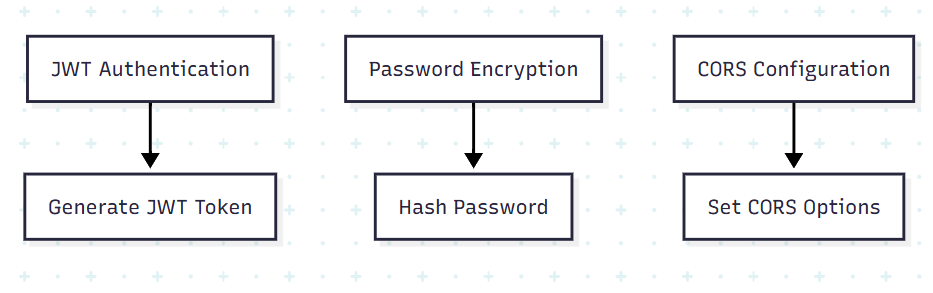 JWT Authentication
Password Encryption
CORS Configuration
Generate JWT Token
Hash Password
Set CORS Options